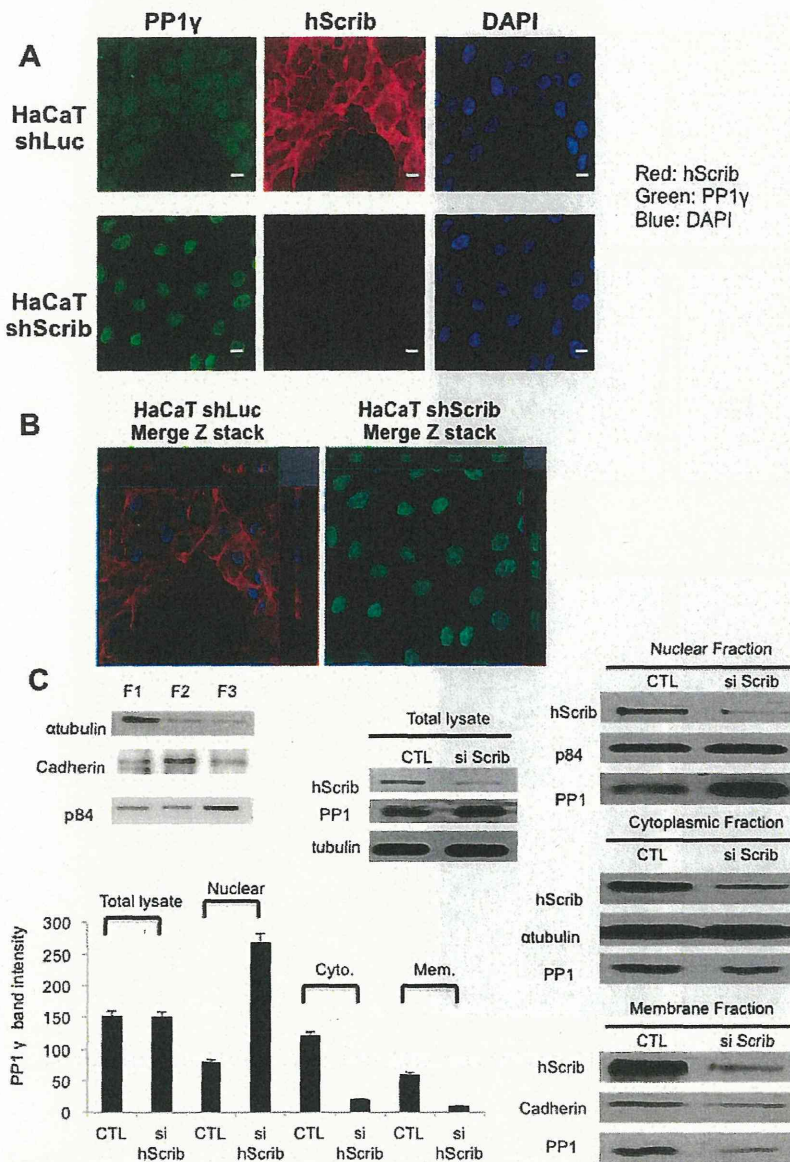 PP1γ hScrib DAPI
A
HaCaT
shLuc
Red: hScrib
Green: PP1γ
Blue: DAPI
HaCaT
shScrib
B
HaCaT shLuc
Merge Z stack
HaCaT shScrib
Merge Z stack
C
F1 F2 F3
αtubulin
Cadherin
p84
Total lysate
CTL si Scrib
hScrib
PP1
tubulin
Nuclear Fraction
CTL si Scrib
hScrib
p84
PP1
Cytoplasmic Fraction
CTL si Scrib
hScrib
αtubulin
PP1
Membrane Fraction
CTL si Scrib
hScrib
Cadherin
PP1
PP1 γ band intensity
300
250
200
150
100
50
0
Total lysate
Nuclear
Cyto.
Mem.
CTL si hScrib CTL si hScrib CTL si hScrib CTL si hScrib